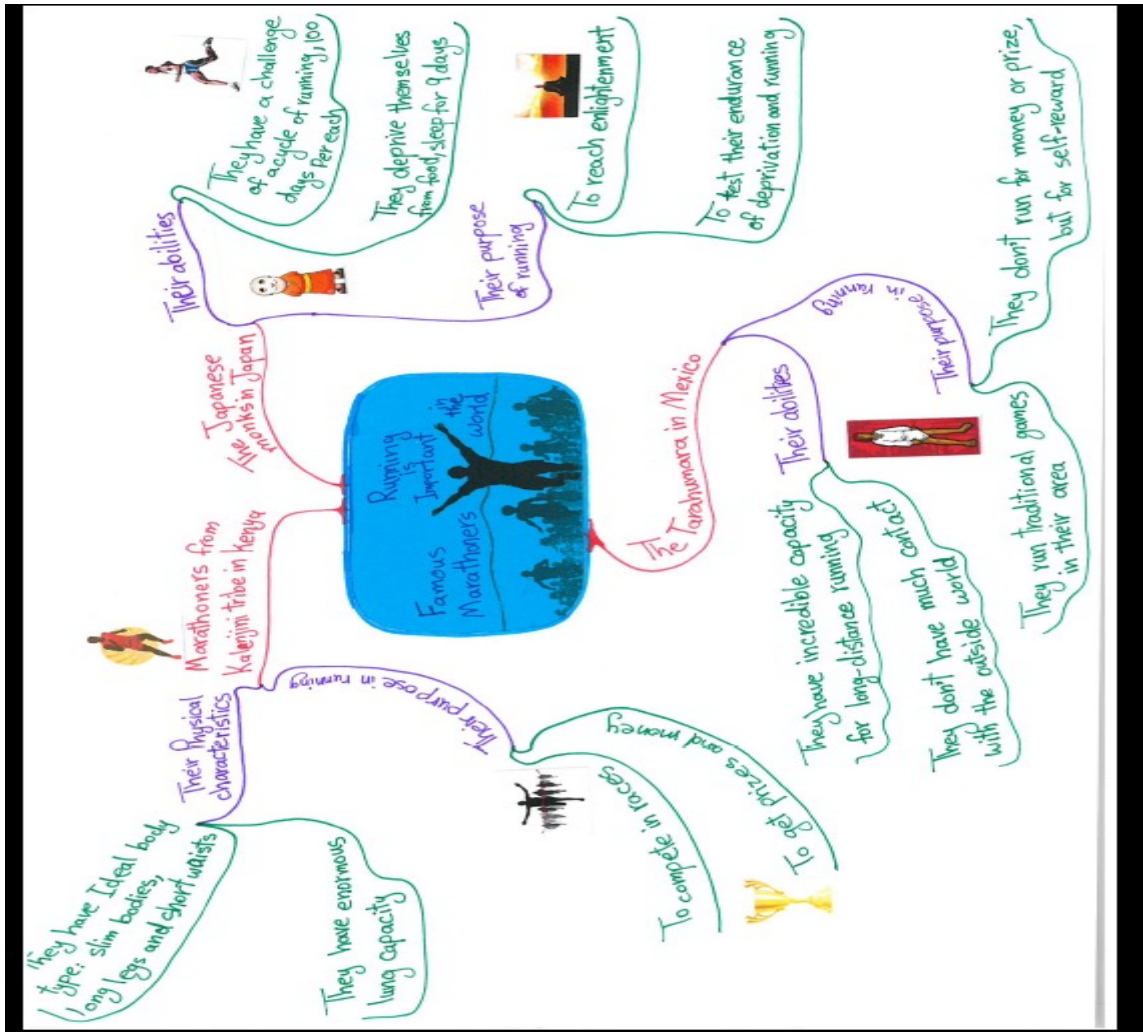 Famous
Marathoners
Running
is
Important
in
the
world
The Japanese
monks in Japan
Their abilities
They have a challenge
of a cycle of running, 100
days per each
They deprive themselves
from food, sleep for 9 days
Their purpose
of running
To reach enlightenment
To test their endurance
of deprivation and running
Marathoners from
Kalenjini tribe in Kenya
Their Physical
characteristics
They have Ideal body
type: slim bodies,
long legs and short waists
They have enormous
lung capacity
Their purpose in running
To compete in races
To get prizes and money
The Tarahumara in Mexico
Their abilities
They have incredible capacity
for long-distance running
They don't have much contact
with the outside world
Their purpose in running
They don't run for money or prize,
but for self-reward
They run traditional games
in their area